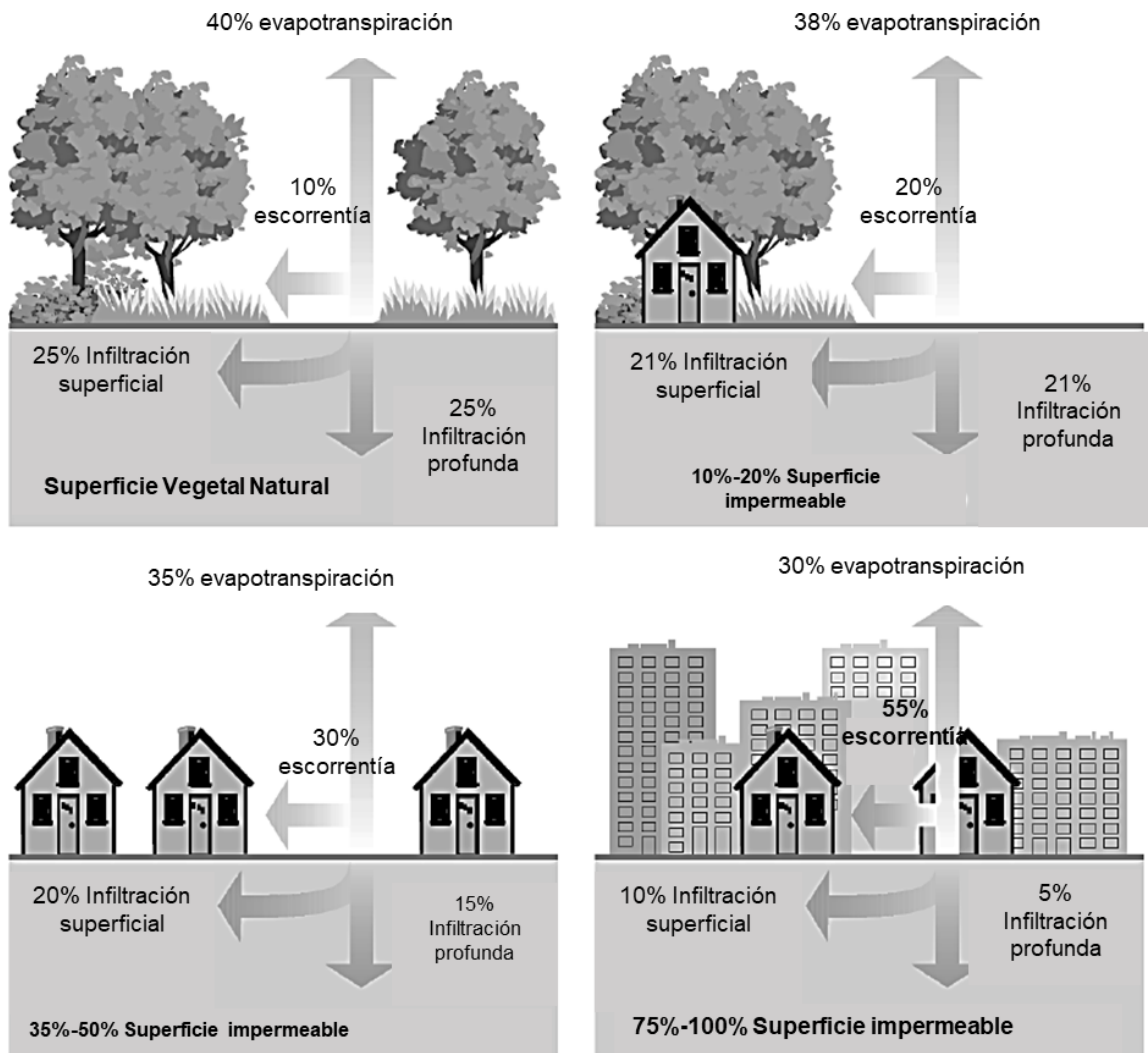 40% evapotranspiración
10%
escorrentía
25% Infiltración
superficial
25%
Infiltración
profunda
Superficie Vegetal Natural
38% evapotranspiración
20%
escorrentía
21% Infiltración
superficial
21%
Infiltración
profunda
10%-20% Superficie
impermeable
35% evapotranspiración
30%
escorrentía
20% Infiltración
superficial
15%
Infiltración
profunda
35%-50% Superficie impermeable
30% evapotranspiración
55%
escorrentía
10% Infiltración
superficial
5%
Infiltración
profunda
75%-100% Superficie impermeable